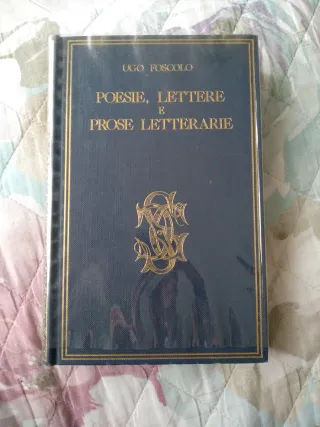 UGO FOSCOLO
POESIE, LETTERE
E
PROSE LETTERARIE